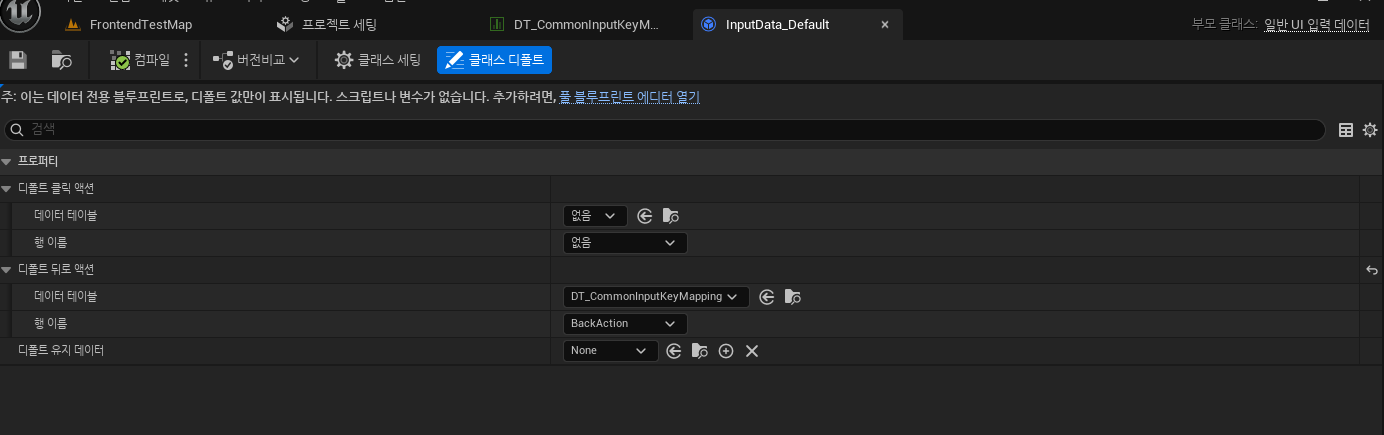 FrontendTestMap
프로젝트 세팅
DT_CommonInputKeyM...
InputData_Default
부모 클래스: 일반 UI 입력 데이터
컴파일
버전비교
클래스 세팅
클래스 디폴트
주: 이는 데이터 전용 블루프린트로, 디폴트 값만이 표시됩니다. 스크립트나 변수가 없습니다. 추가하려면, 풀 블루프린트 에디터 열기
검색
프로퍼티
디폴트 클릭 액션
데이터 테이블 없음
행 이름 없음
디폴트 뒤로 액션
데이터 테이블 DT_CommonInputKeyMapping
행 이름 BackAction
디폴트 유지 데이터 None